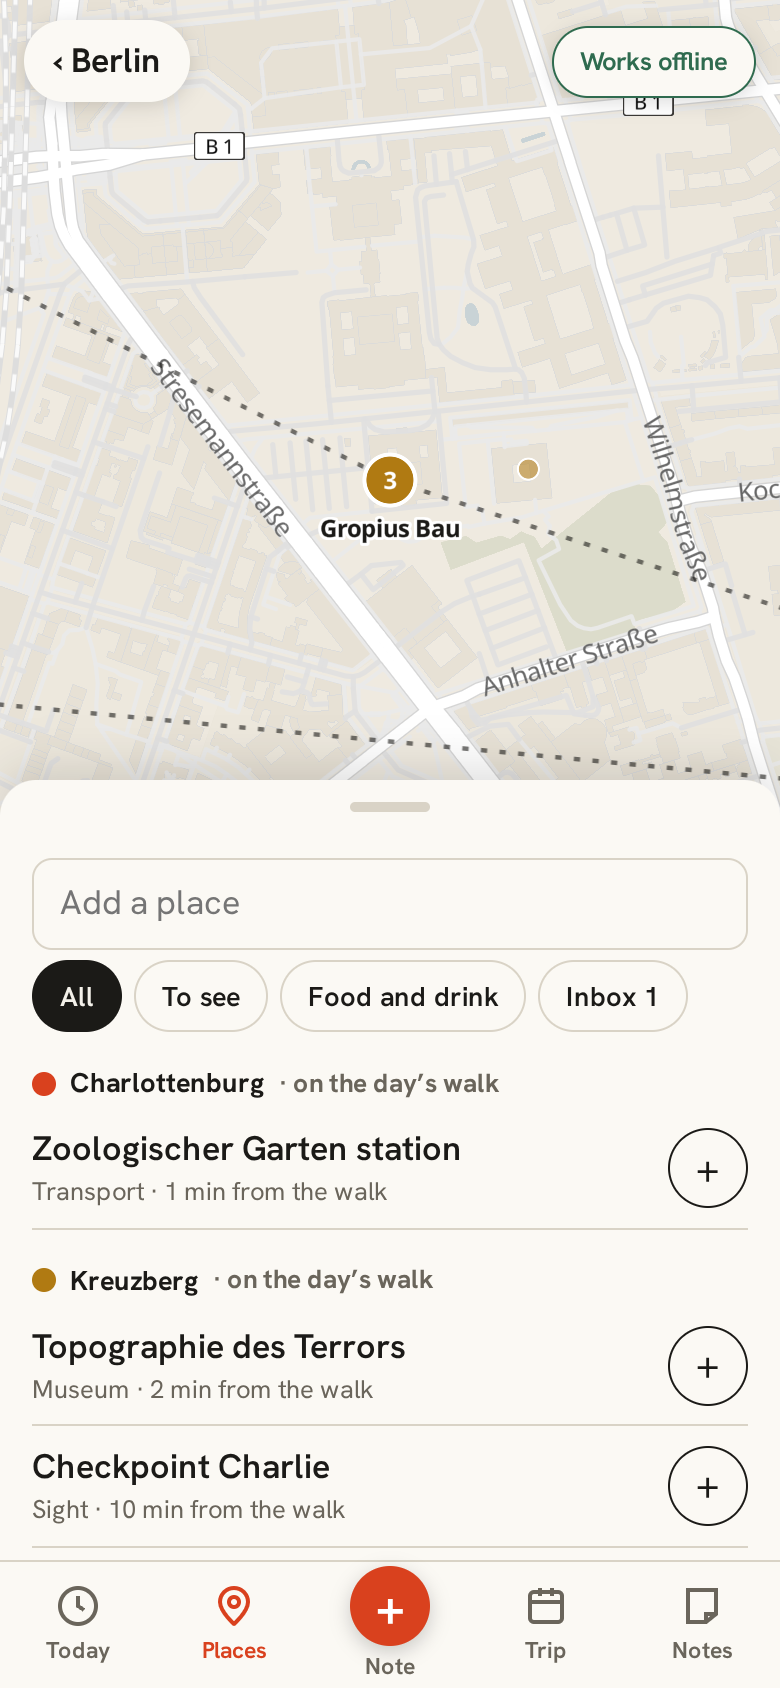 ‹ Berlin
Works offline
B 1
B 1
Stresemannstraße
Wilhelmstraße
Koc
3
Gropius Bau
Anhalter Straße
Add a place
All
To see
Food and drink
Inbox 1
Charlottenburg · on the day’s walk
Zoologischer Garten station
Transport · 1 min from the walk
+
Kreuzberg · on the day’s walk
Topographie des Terrors
Museum · 2 min from the walk
+
Checkpoint Charlie
Sight · 10 min from the walk
+
Today
Places
+
Note
Trip
Notes